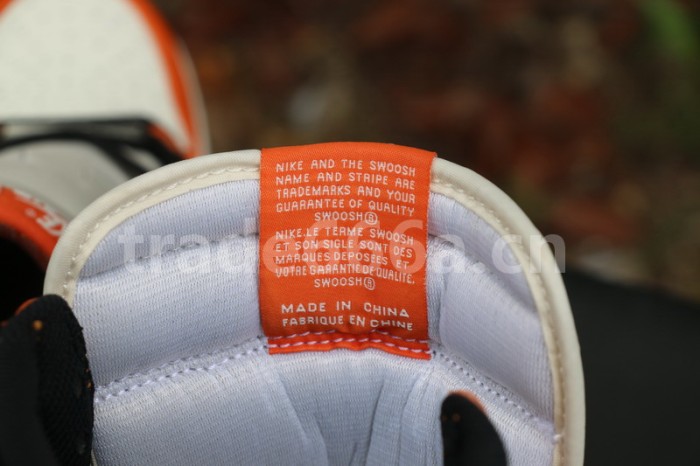 NIKE AND THE SWOOSH
NAME AND STRIPE ARE
TRADEMARKS AND YOUR
GUARANTEE OF QUALITY
SWOOSH®
NIKE.LE TERME SWOOSH
ET SON SIGLE SONT DES
MARQUES DEPOSEES ET
VOTRE GARANTIE DE QUALITE.
SWOOSH®
MADE IN CHINA
FABRIQUE EN CHINE